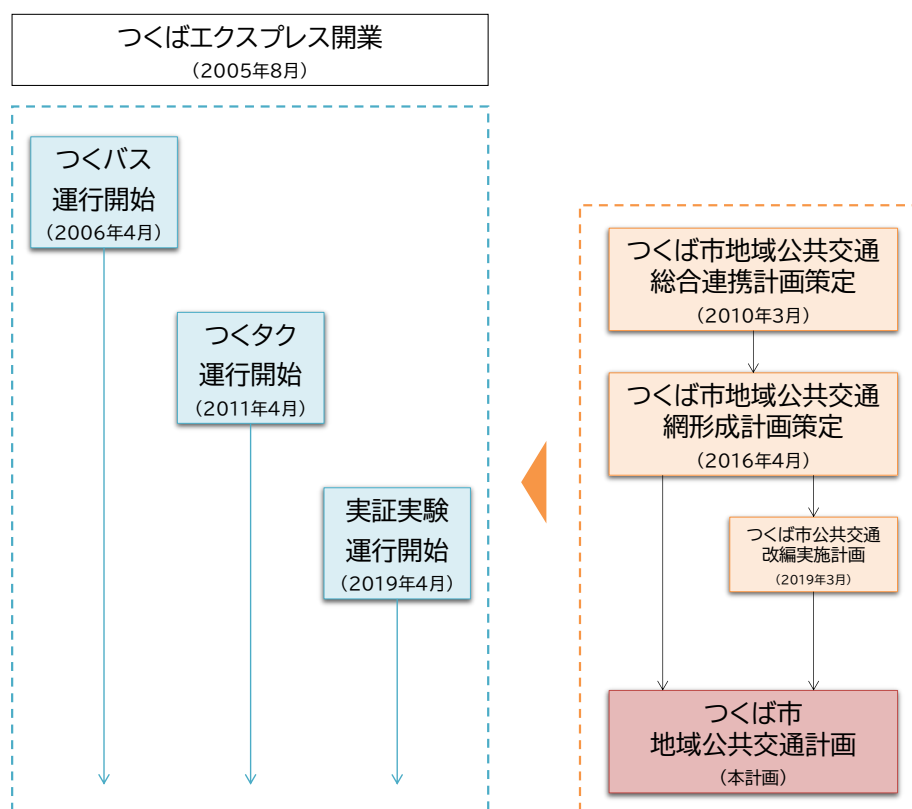 つくばエクスプレス開業
（2005年8月）
つくバス
運行開始
（2006年4月）
つくタク
運行開始
（2011年4月）
実証実験
運行開始
（2019年4月）
つくば市地域公共交通
総合連携計画策定
（2010年3月）
つくば市地域公共交通
網形成計画策定
（2016年4月）
つくば市公共交通
改編実施計画
（2019年3月）
つくば市
地域公共交通計画
（本計画）